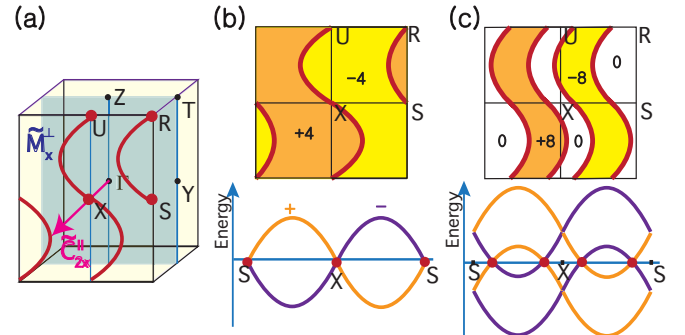 (a)
Z
T
U
R
M̃⊥x
Γ
Y
X
S
C̃∥2x
(b)
U
R
-4
X
S
+4
Energy
+
−
S
X
S
(c)
U
R
0
-8
X
S
0
+8
0
Energy
S
X
S